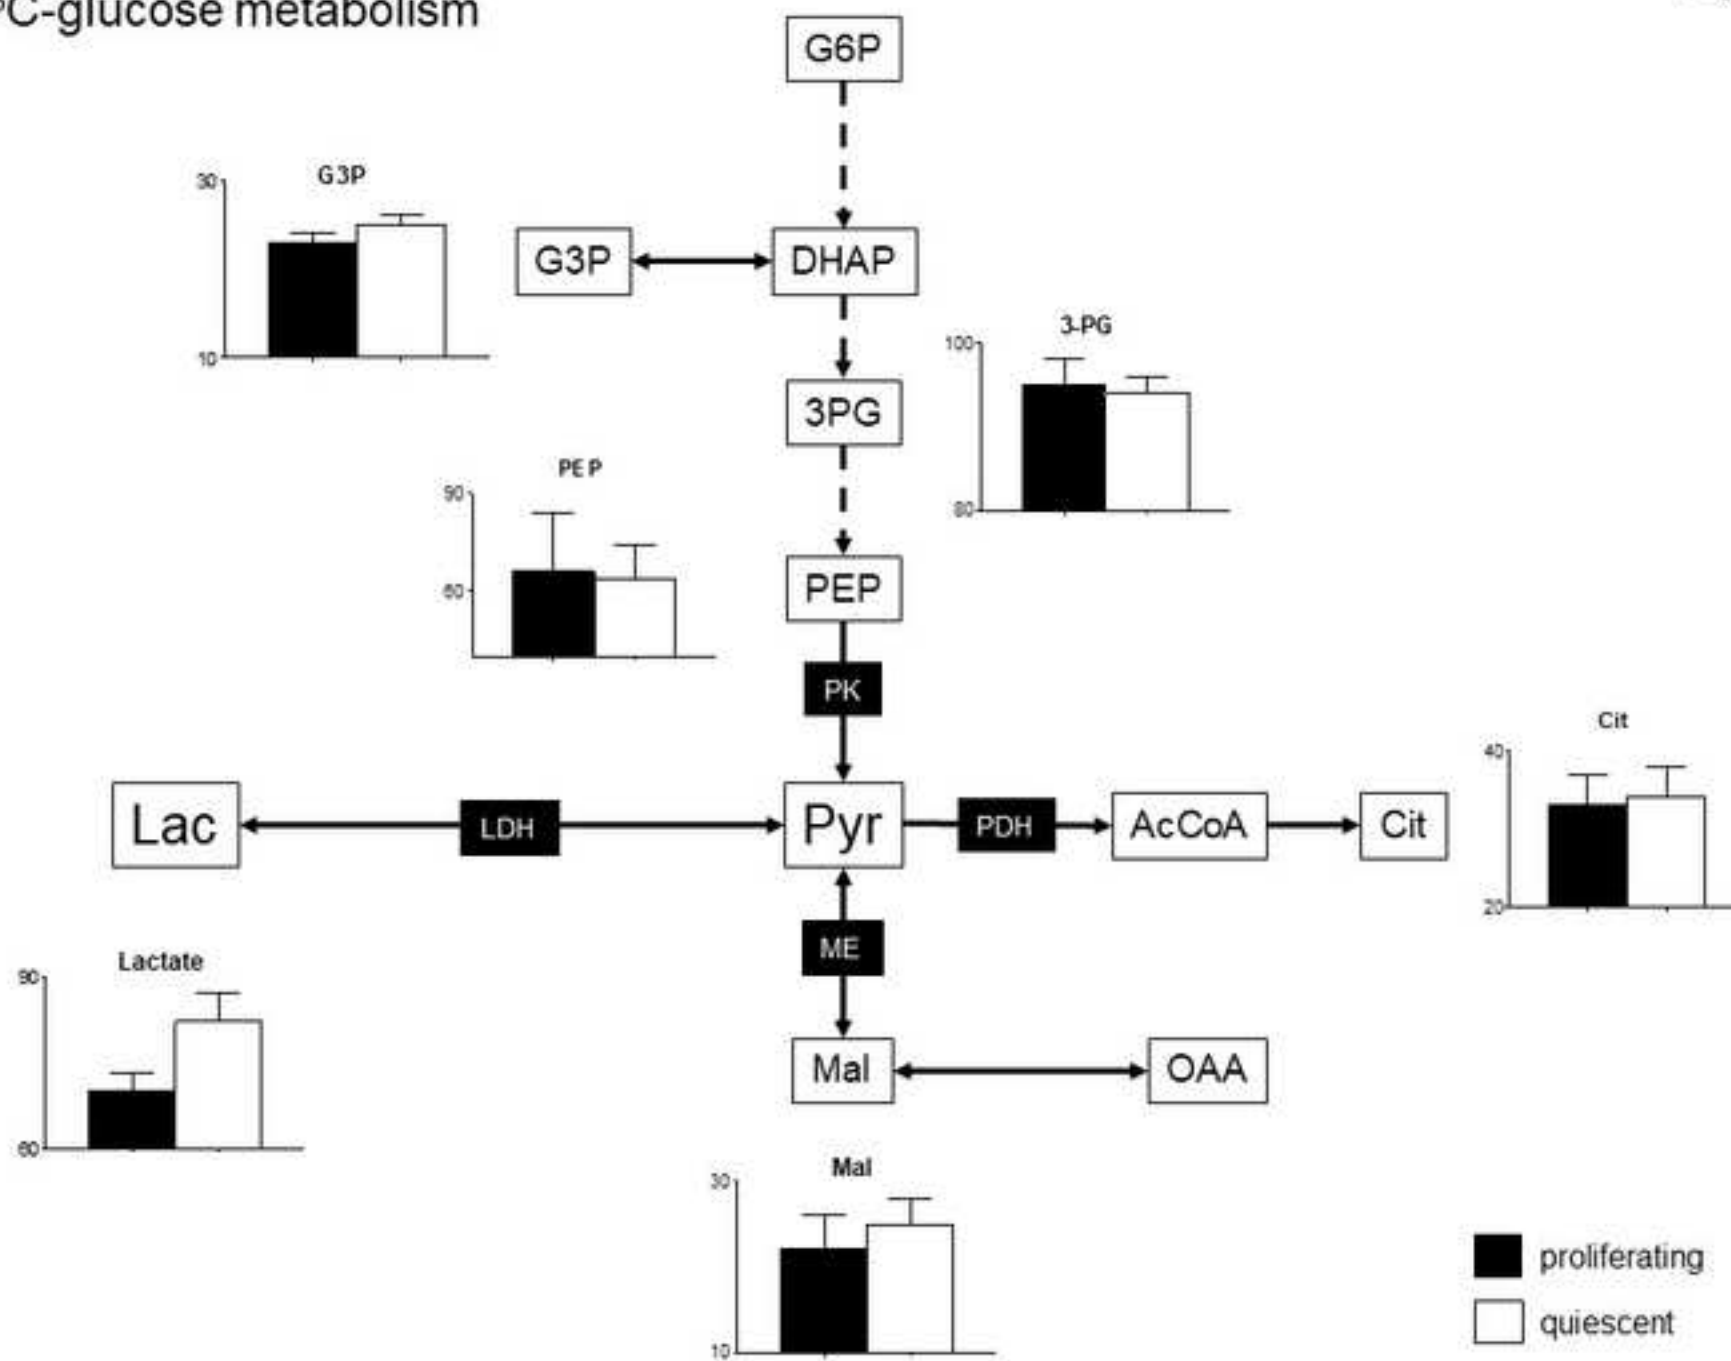 C-glucose metabolism
G6P
G3P
30
10
G3P
DHAP
3-PG
100
80
3PG
PEP
90
60
PEP
PK
Cit
40
20
Lac
LDH
Pyr
PDH
AcCoA
Cit
ME
Lactate
90
60
Mal
OAA
Mal
30
10
proliferating
quiescent